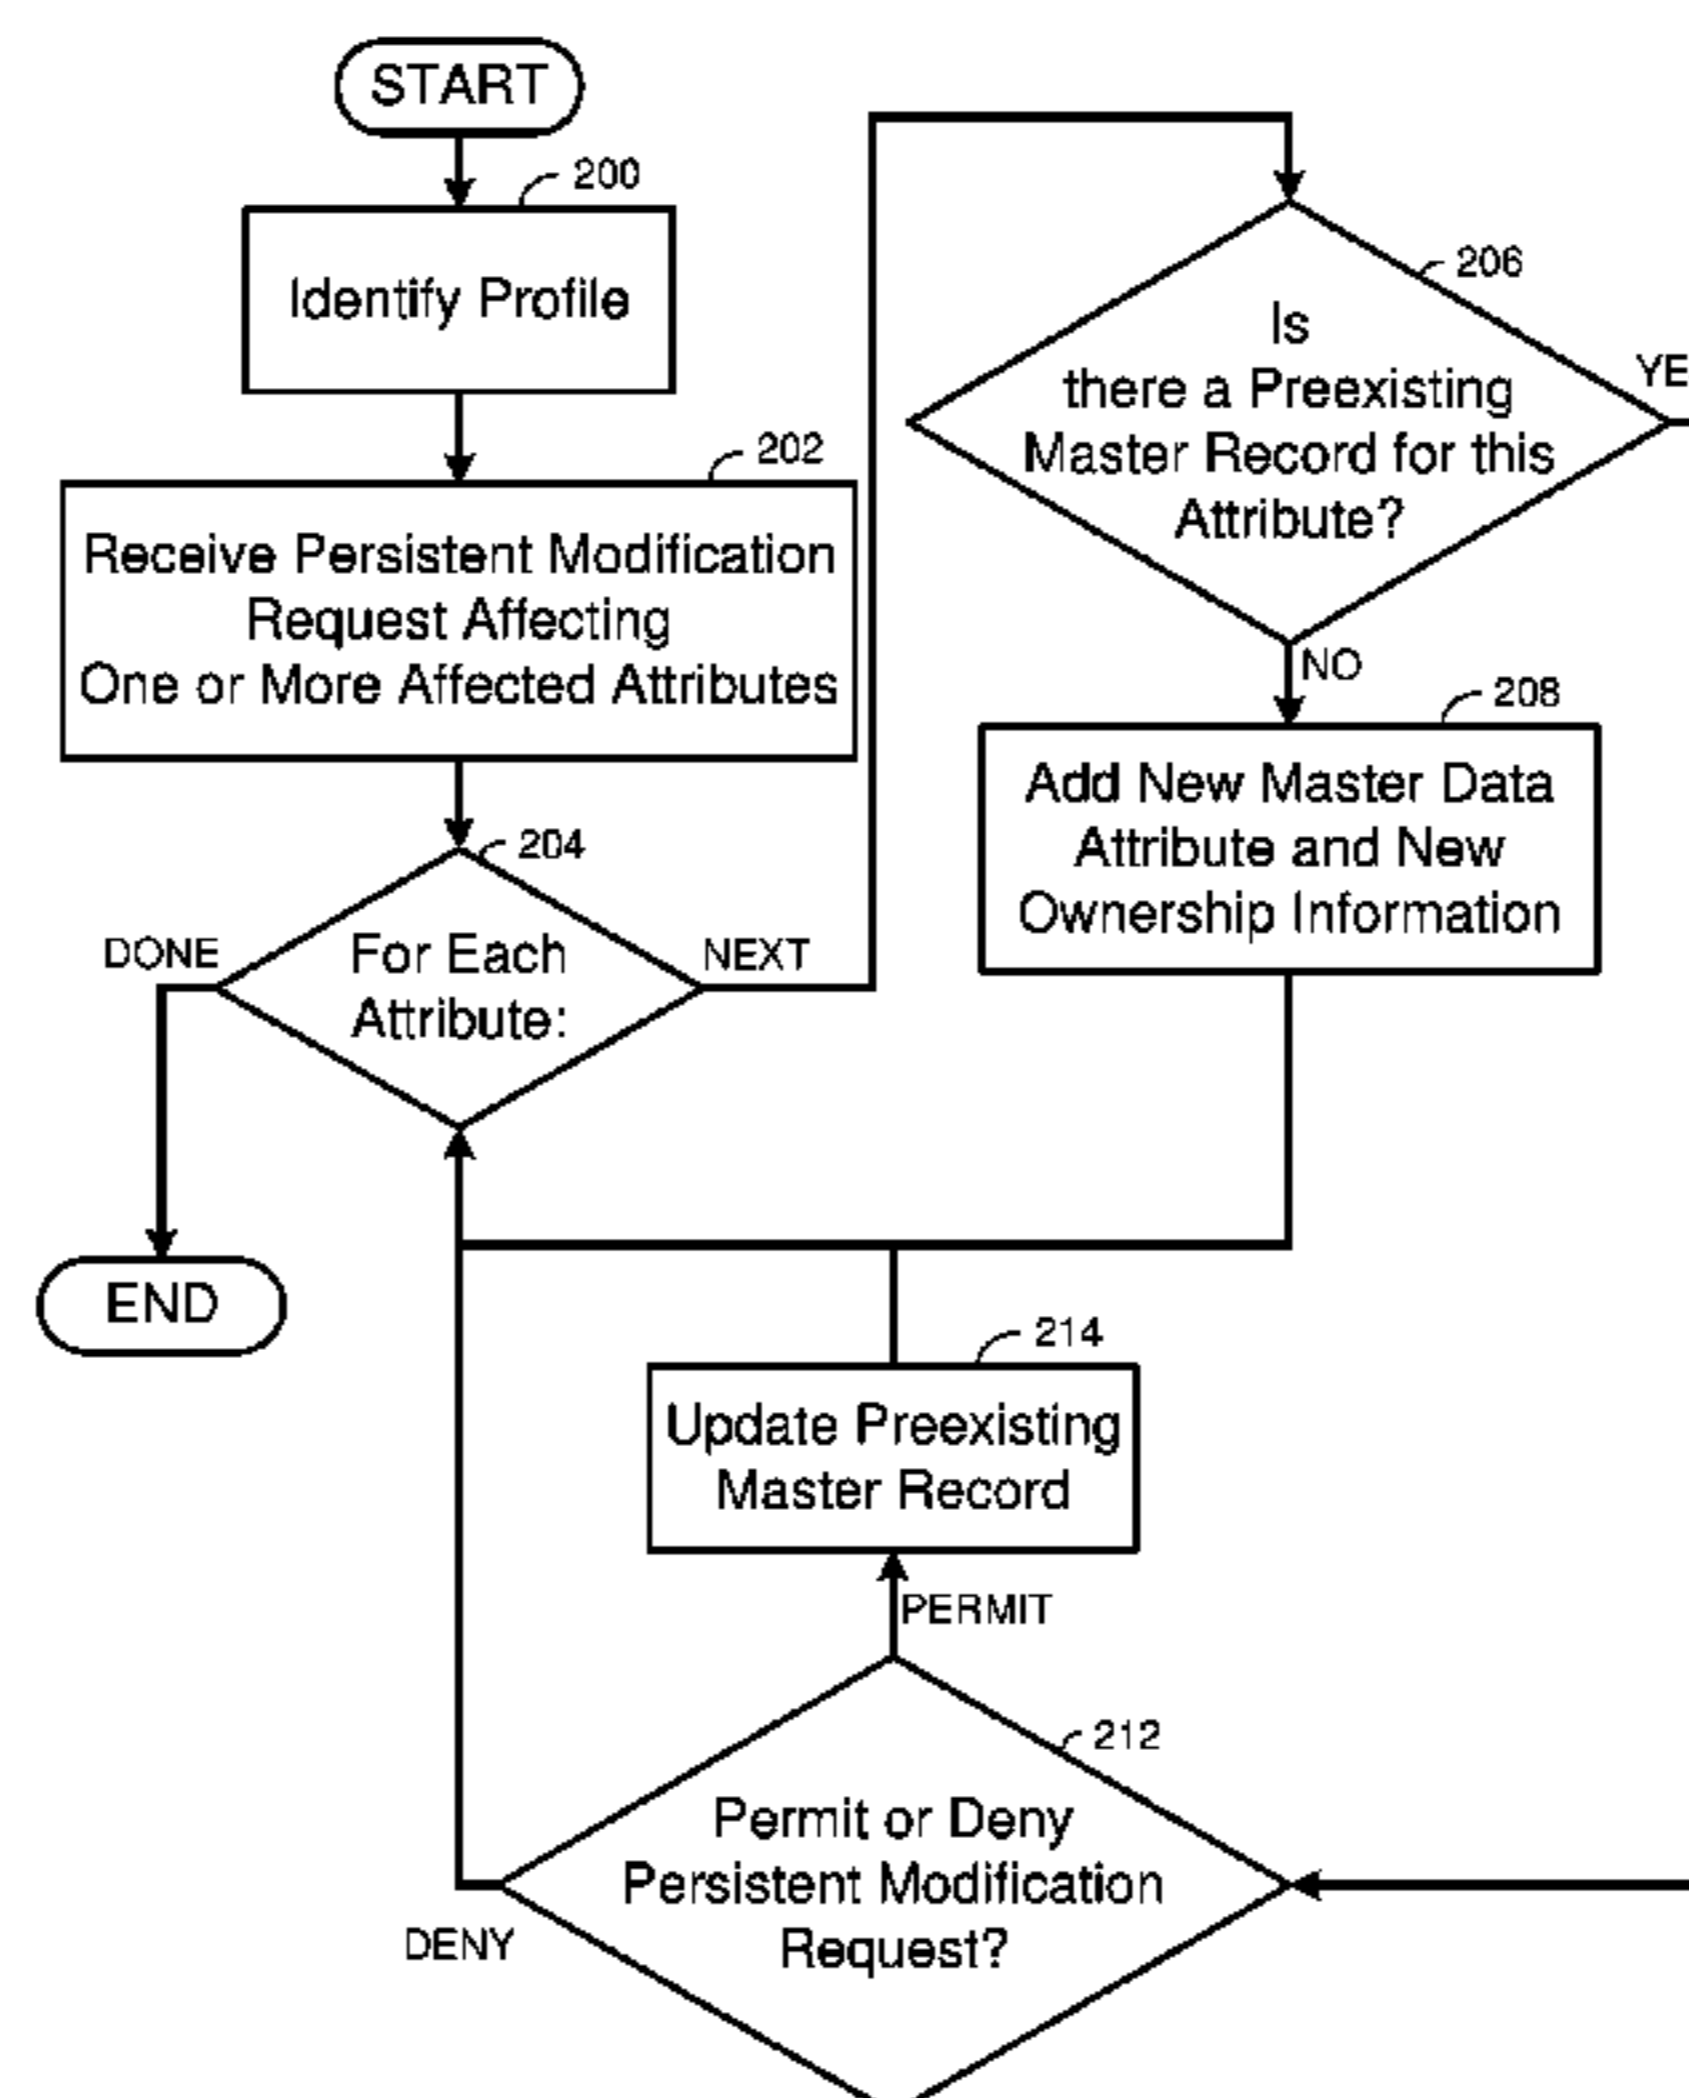 START
200
Identify Profile
202
Receive Persistent Modification
Request Affecting
One or More Affected Attributes
204
For Each
Attribute:
DONE
NEXT
END
206
Is
there a Preexisting
Master Record for this
Attribute?
YE
NO
208
Add New Master Data
Attribute and New
Ownership Information
214
Update Preexisting
Master Record
PERMIT
212
Permit or Deny
Persistent Modification
Request?
DENY